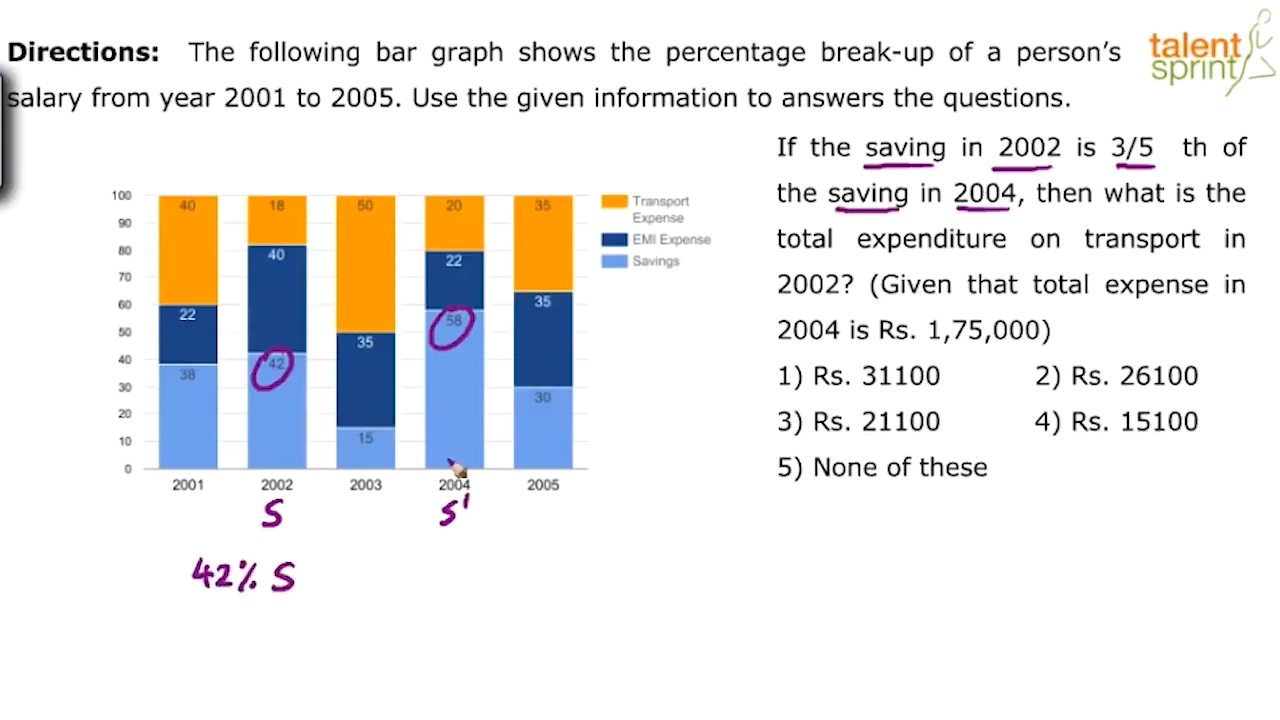 Directions: The following bar graph shows the percentage break-up of a person's
salary from year 2001 to 2005. Use the given information to answers the questions.
talent
sprint
If the saving in 2002 is 3/5 th of
the saving in 2004, then what is the
total expenditure on transport in
2002? (Given that total expense in
2004 is Rs. 1,75,000)
1) Rs. 31100 2) Rs. 26100
3) Rs. 21100 4) Rs. 15100
5) None of these
100
90
80
70
60
50
40
30
20
10
0
40 18 50 20 35
22 40 35 22 35
38 42 15 58 30
2001 2002 2003 2004 2005
Transport
Expense
EMI Expense
Savings
S S'
42% S